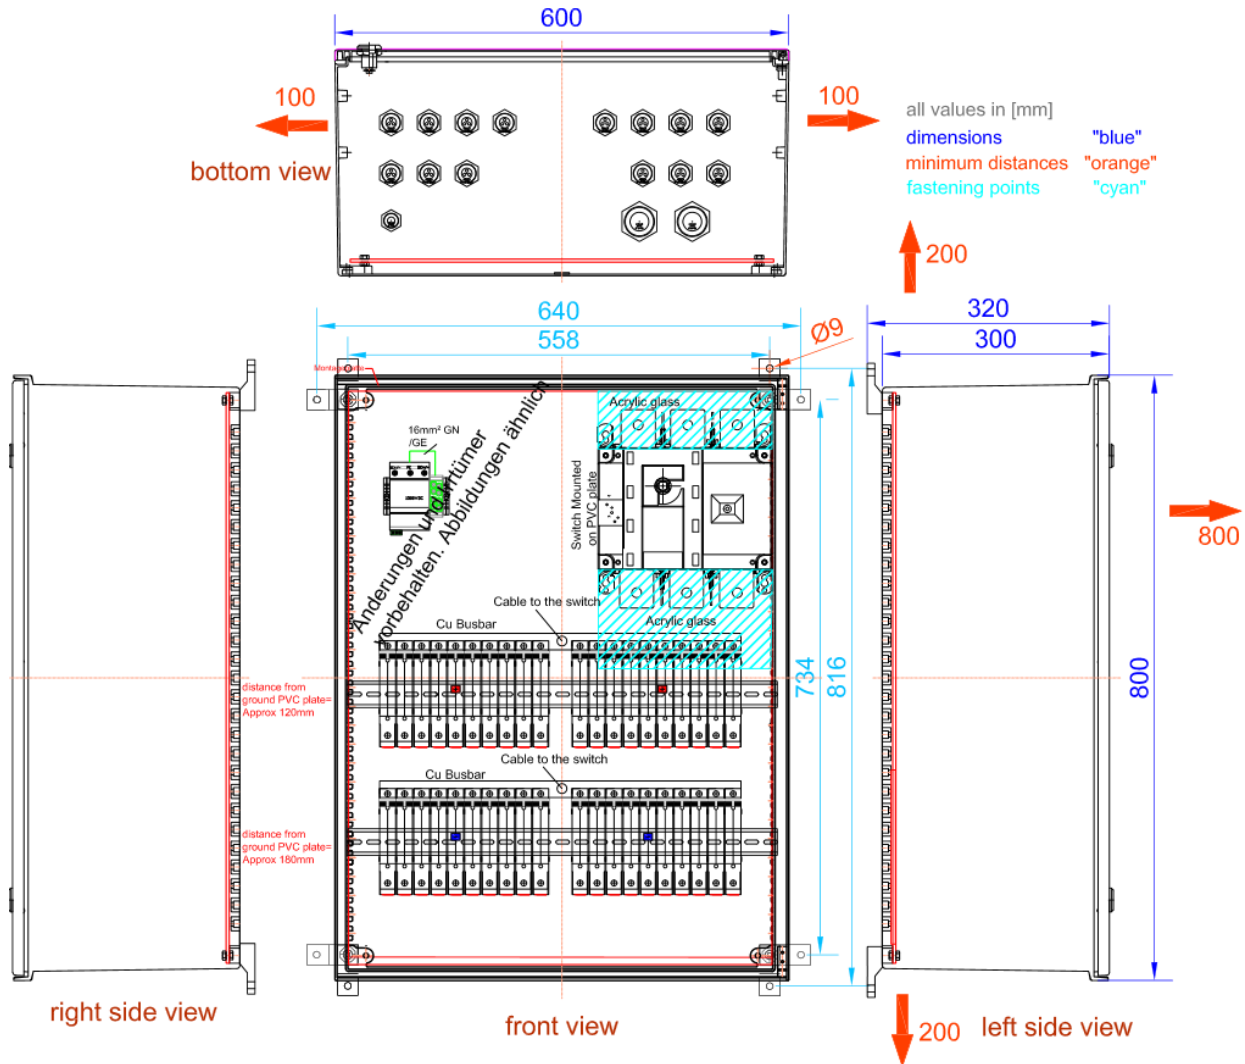 600
100
100
all values in [mm]
dimensions "blue"
minimum distances "orange"
fastening points "cyan"
bottom view
200
640
558
Ø9
320
300
Acrylic glass
16mm² GN
/GE
Switch Mounted
on PVC plate
Änderungen und Irrtümer
vorbehalten. Abbildungen ähnlich
800
Cable to the switch
Cu Busbar
Acrylic glass
734
816
800
distance from
ground PVC plate=
Approx 120mm
Cable to the switch
Cu Busbar
distance from
ground PVC plate=
Approx 180mm
right side view
front view
200
left side view